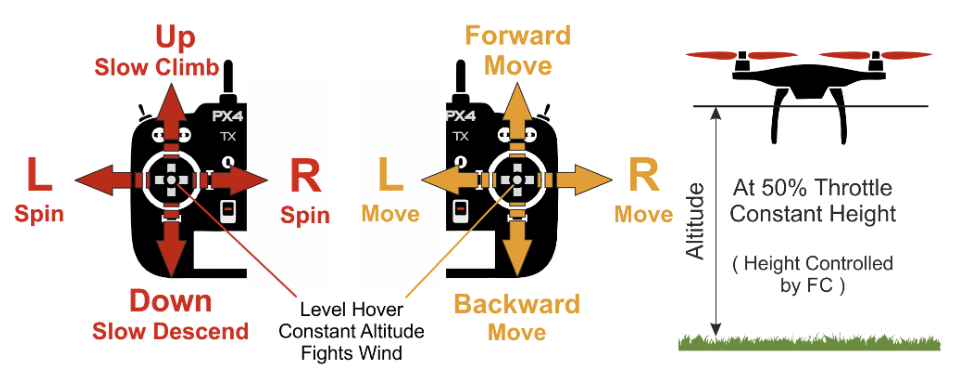 Up
Slow Climb
PX4
TX
L
Spin
R
Spin
Down
Slow Descend
Forward
Move
PX4
TX
L
Move
R
Move
Backward
Move
Level Hover
Constant Altitude
Fights Wind
Altitude
At 50% Throttle
Constant Height
( Height Controlled
by FC )